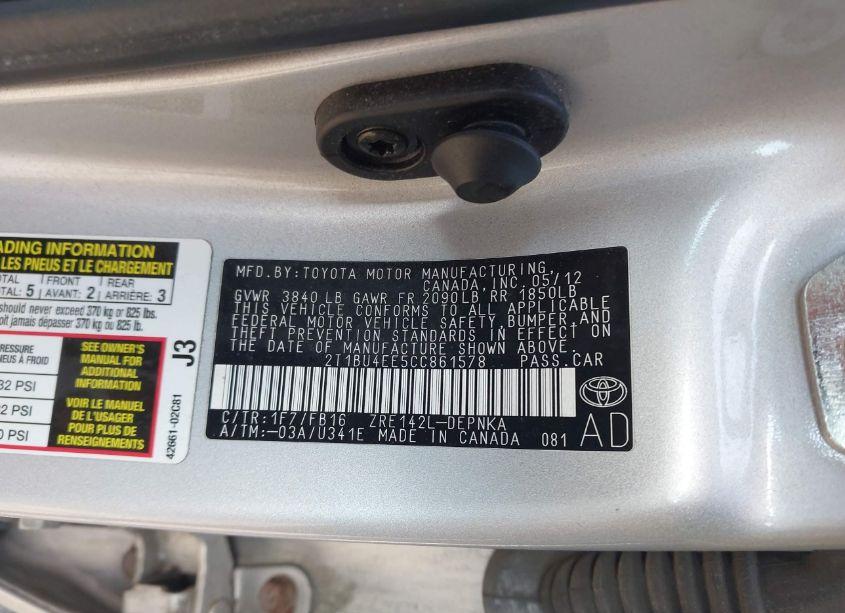 ADING INFORMATION
LES PNEUS ET LE CHARGEMENT
OTAL 5 FRONT AVANT: 2 REAR ARRIÈRE: 3
should never exceed 370 kg or 825 lbs.
oit jamais dépasser 370 kg ou 825 lb.
PRESSURE
À FROID
32 PSI
2 PSI
0 PSI
SEE OWNER'S
MANUAL FOR
ADDITIONAL
INFORMATION
VOIR LE MANUEL
DE L'USAGER
POUR PLUS DE
RENSEIGNEMENTS
J3
42661-02C81
MFD. BY: TOYOTA MOTOR MANUFACTURING
CANADA, INC. 05/12
GVWR 3840 LB GAWR FR 2090LB RR 1850LB
THIS VEHICLE CONFORMS TO ALL APPLICABLE
FEDERAL MOTOR VEHICLE SAFETY, BUMPER AND
THEFT PREVENTION STANDARDS IN EFFECT ON
THE DATE OF MANUFACTURE SHOWN ABOVE.
2T1BU4EE5CC861578 PASS. CAR
C/TR: 1F7/FB16 ZRE142L-DEPNKA
A/TM: -03A/U341E MADE IN CANADA 081
AD